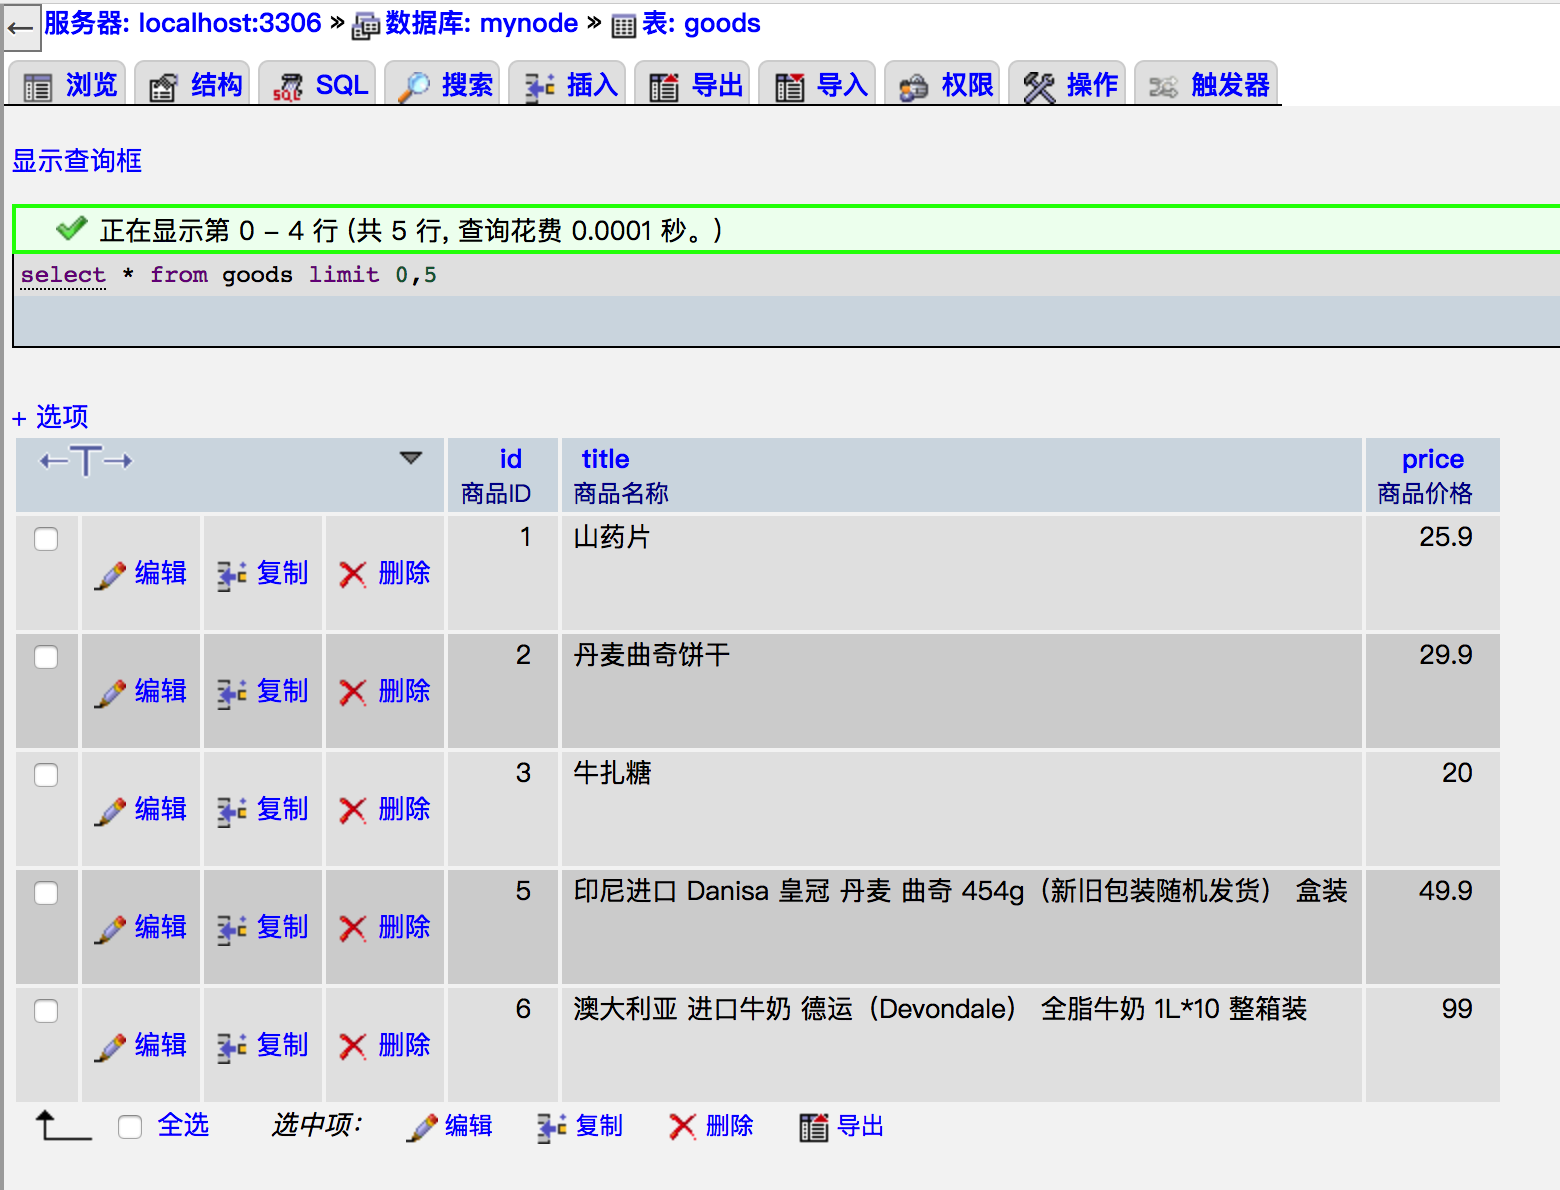 服务器: localhost:3306 » 数据库: mynode » 表: goods
浏览 结构 SQL 搜索 插入 导出 导入 权限 操作 触发器
显示查询框
正在显示第 0 - 4 行 (共 5 行, 查询花费 0.0001 秒。)
select * from goods limit 0,5
+ 选项
←T→ id title price
商品ID 商品名称 商品价格
编辑 复制 删除 1 山药片 25.9
编辑 复制 删除 2 丹麦曲奇饼干 29.9
编辑 复制 删除 3 牛扎糖 20
编辑 复制 删除 5 印尼进口 Danisa 皇冠 丹麦 曲奇 454g（新旧包装随机发货） 盒装 49.9
编辑 复制 删除 6 澳大利亚 进口牛奶 德运（Devondale） 全脂牛奶 1L*10 整箱装 99
全选 选中项： 编辑 复制 删除 导出